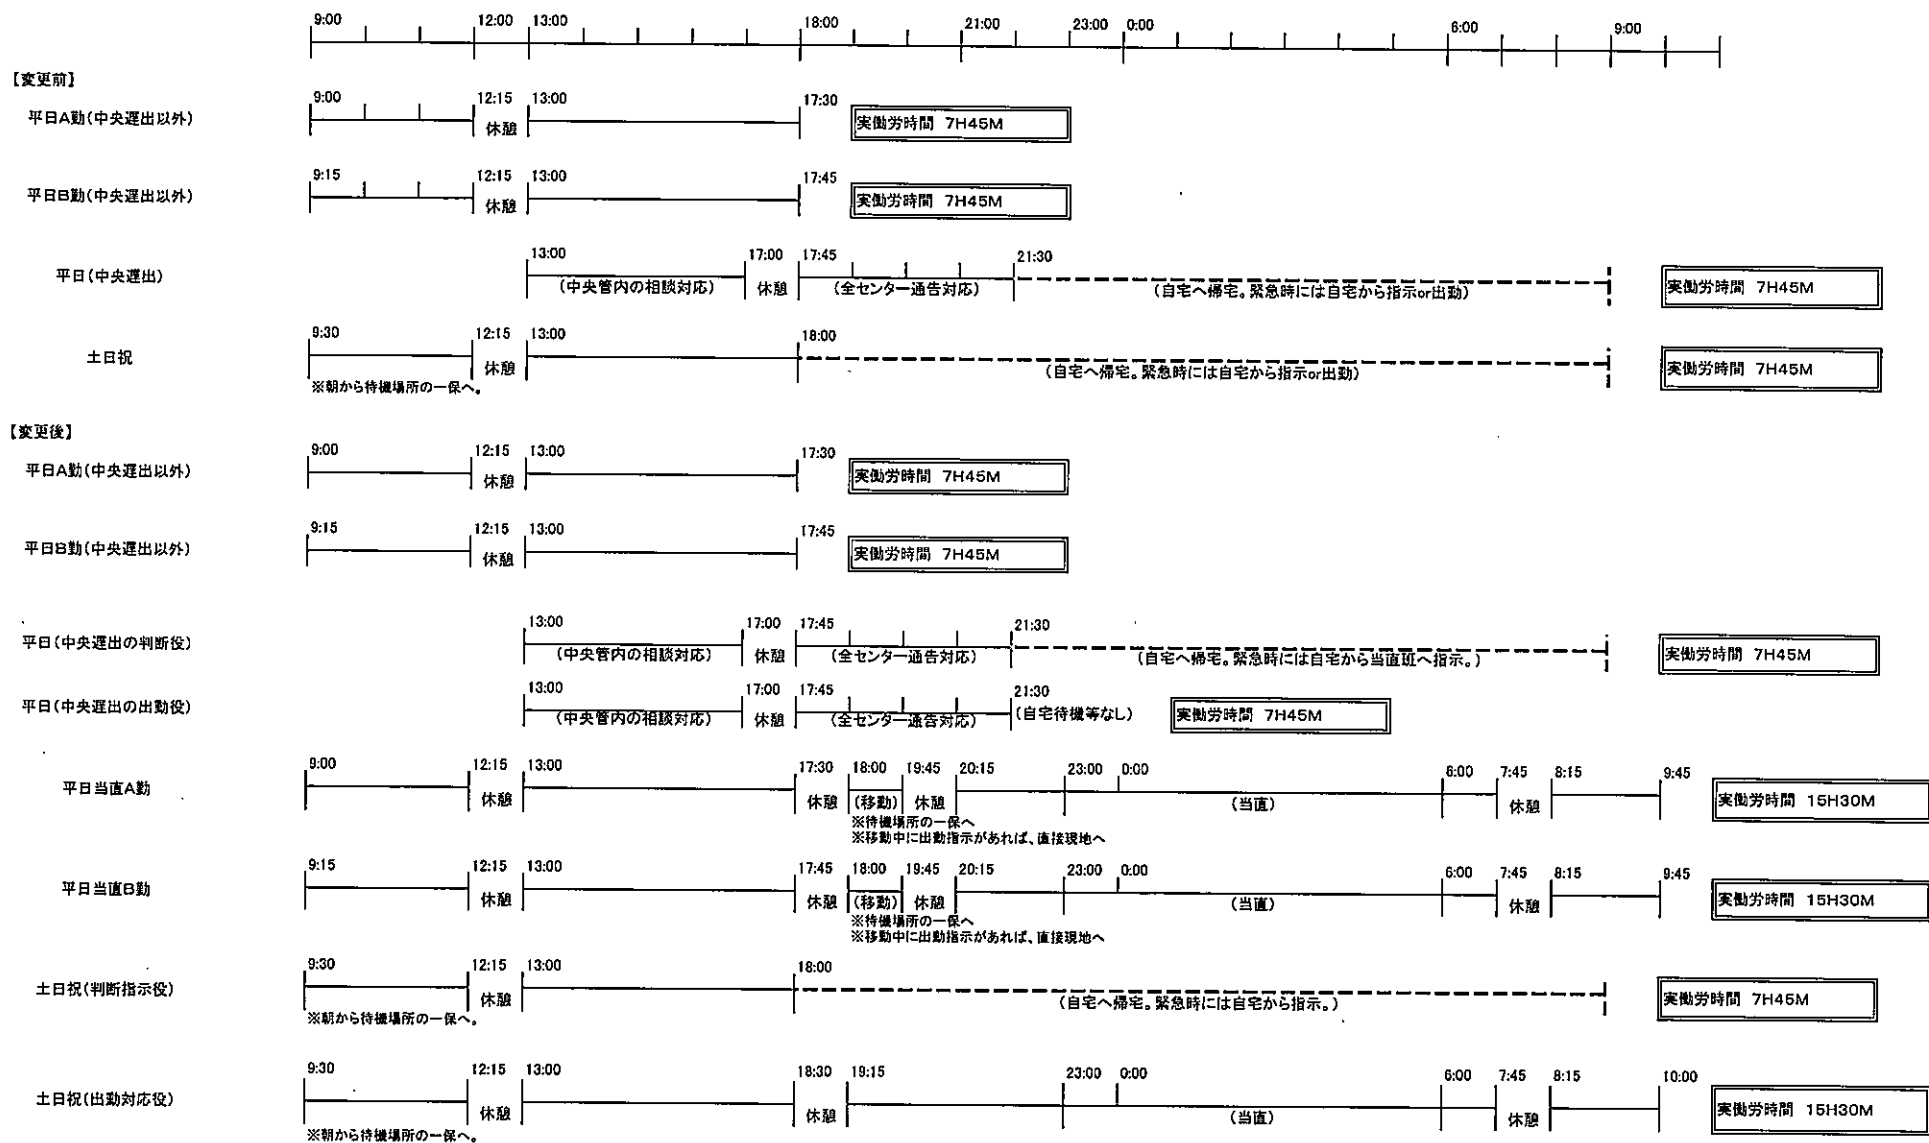 9:00 12:00 13:00 18:00 21:00 23:00 0:00 6:00 9:00
【変更前】
9:00 12:15 13:00 17:30
平日A勤(中央遅出以外) 休憩 実働労時間 7H45M
9:15 12:15 13:00 17:45
平日B勤(中央遅出以外) 休憩 実働労時間 7H45M
13:00 17:00 17:45 21:30
平日(中央遅出) (中央管内の相談対応) 休憩 (全センター通告対応) (自宅へ帰宅。緊急時には自宅から指示or出勤) 実働労時間 7H45M
9:30 12:15 13:00 18:00
土日祝 休憩 (自宅へ帰宅。緊急時には自宅から指示or出勤) 実働労時間 7H45M
※朝から待機場所の一保へ。
【変更後】
9:00 12:15 13:00 17:30
平日A勤(中央遅出以外) 休憩 実働労時間 7H45M
9:15 12:15 13:00 17:45
平日B勤(中央遅出以外) 休憩 実働労時間 7H45M
13:00 17:00 17:45 21:30
平日(中央遅出の判断役) (中央管内の相談対応) 休憩 (全センター通告対応) (自宅へ帰宅。緊急時には自宅から当直班へ指示。) 実働労時間 7H45M
13:00 17:00 17:45 21:30
平日(中央遅出の出勤役) (中央管内の相談対応) 休憩 (全センター通告対応) (自宅待機等なし) 実働労時間 7H45M
9:00 12:15 13:00 17:30 18:00 19:45 20:15 23:00 0:00 6:00 7:45 8:15 9:45
平日当直A勤 休憩 休憩 (移動) 休憩 (当直) 休憩 実働労時間 15H30M
※待機場所の一保へ
※移動中に出動指示があれば、直接現地へ
9:15 12:15 13:00 17:45 18:00 19:45 20:15 23:00 0:00 6:00 7:45 8:15 9:45
平日当直B勤 休憩 休憩 (移動) 休憩 (当直) 休憩 実働労時間 15H30M
※待機場所の一保へ
※移動中に出動指示があれば、直接現地へ
9:30 12:15 13:00 18:00
土日祝(判断指示役) 休憩 (自宅へ帰宅。緊急時には自宅から指示。) 実働労時間 7H45M
※朝から待機場所の一保へ。
9:30 12:15 13:00 18:30 19:15 23:00 0:00 6:00 7:45 8:15 10:00
土日祝(出勤対応役) 休憩 休憩 (当直) 休憩 実働労時間 15H30M
※朝から待機場所の一保へ。